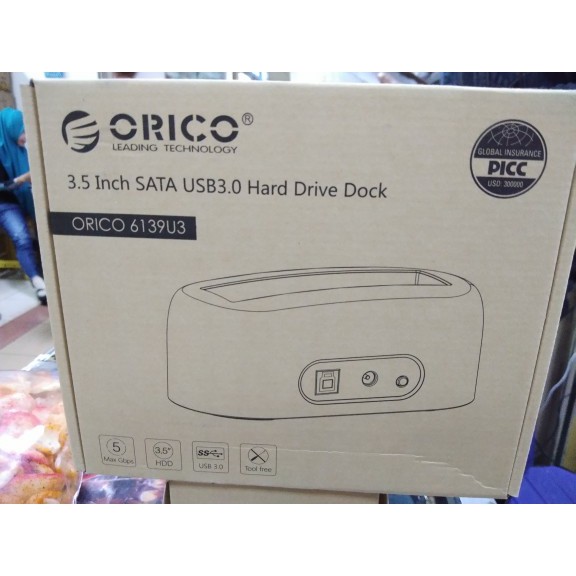 ORICO®
LEADING TECHNOLOGY
3.5 Inch SATA USB3.0 Hard Drive Dock
ORICO 6139U3
GLOBAL INSURANCE
PICC
USD: 300000
5
Max Gbps
3.5"
HDD
SS
USB 3.0
Tool free